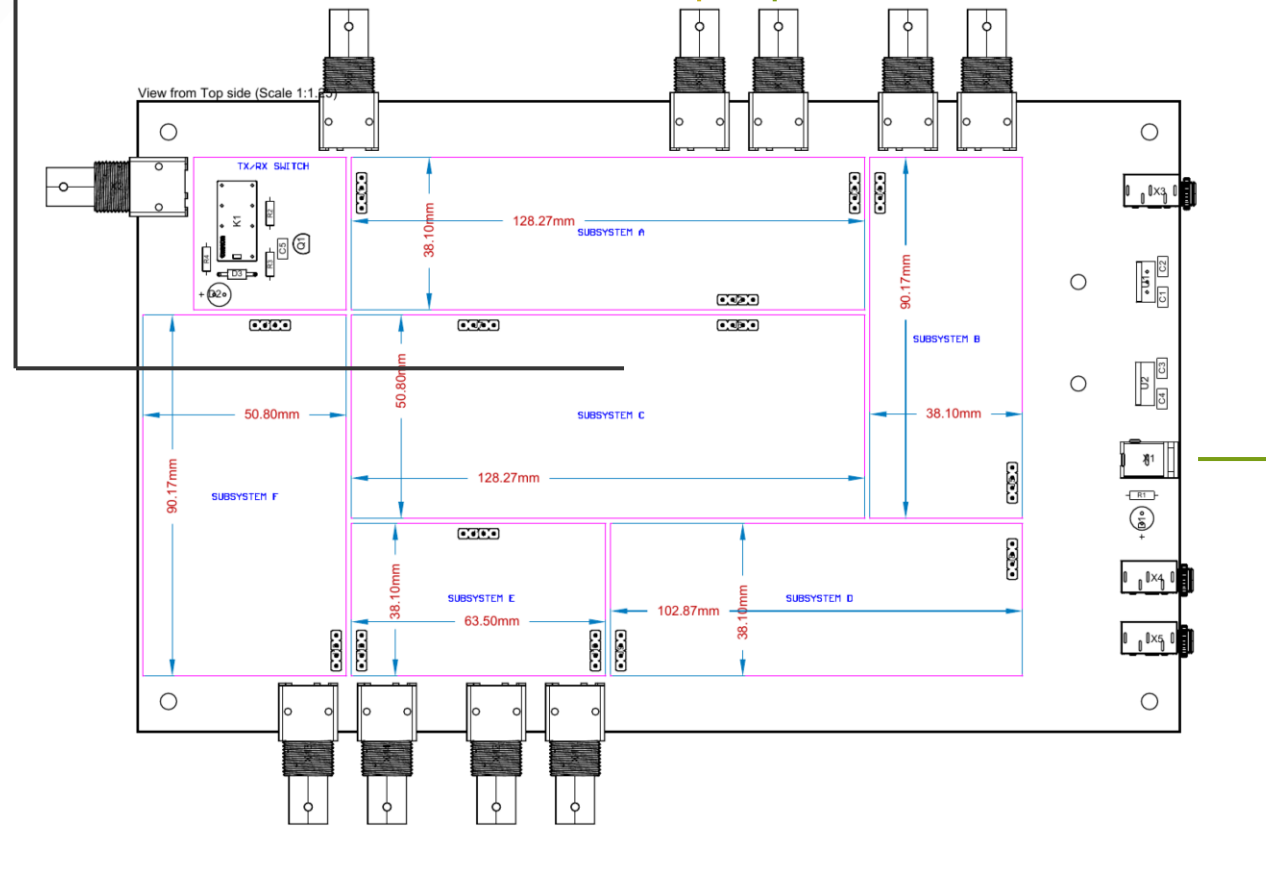 View from Top side (Scale 1:1.25)
TX/RX SWITCH
K1
R2
C5
Q1
R4
R3
D3
+ D2
128.27mm
38.10mm
SUBSYSTEM A
X3
C2
U1
C1
90.17mm
SUBSYSTEM B
38.10mm
50.80mm
SUBSYSTEM C
128.27mm
C3
U2
C4
50.80mm
90.17mm
SUBSYSTEM F
R1
D1
+
38.10mm
SUBSYSTEM E
63.50mm
102.87mm
38.10mm
SUBSYSTEM D
X4
X5